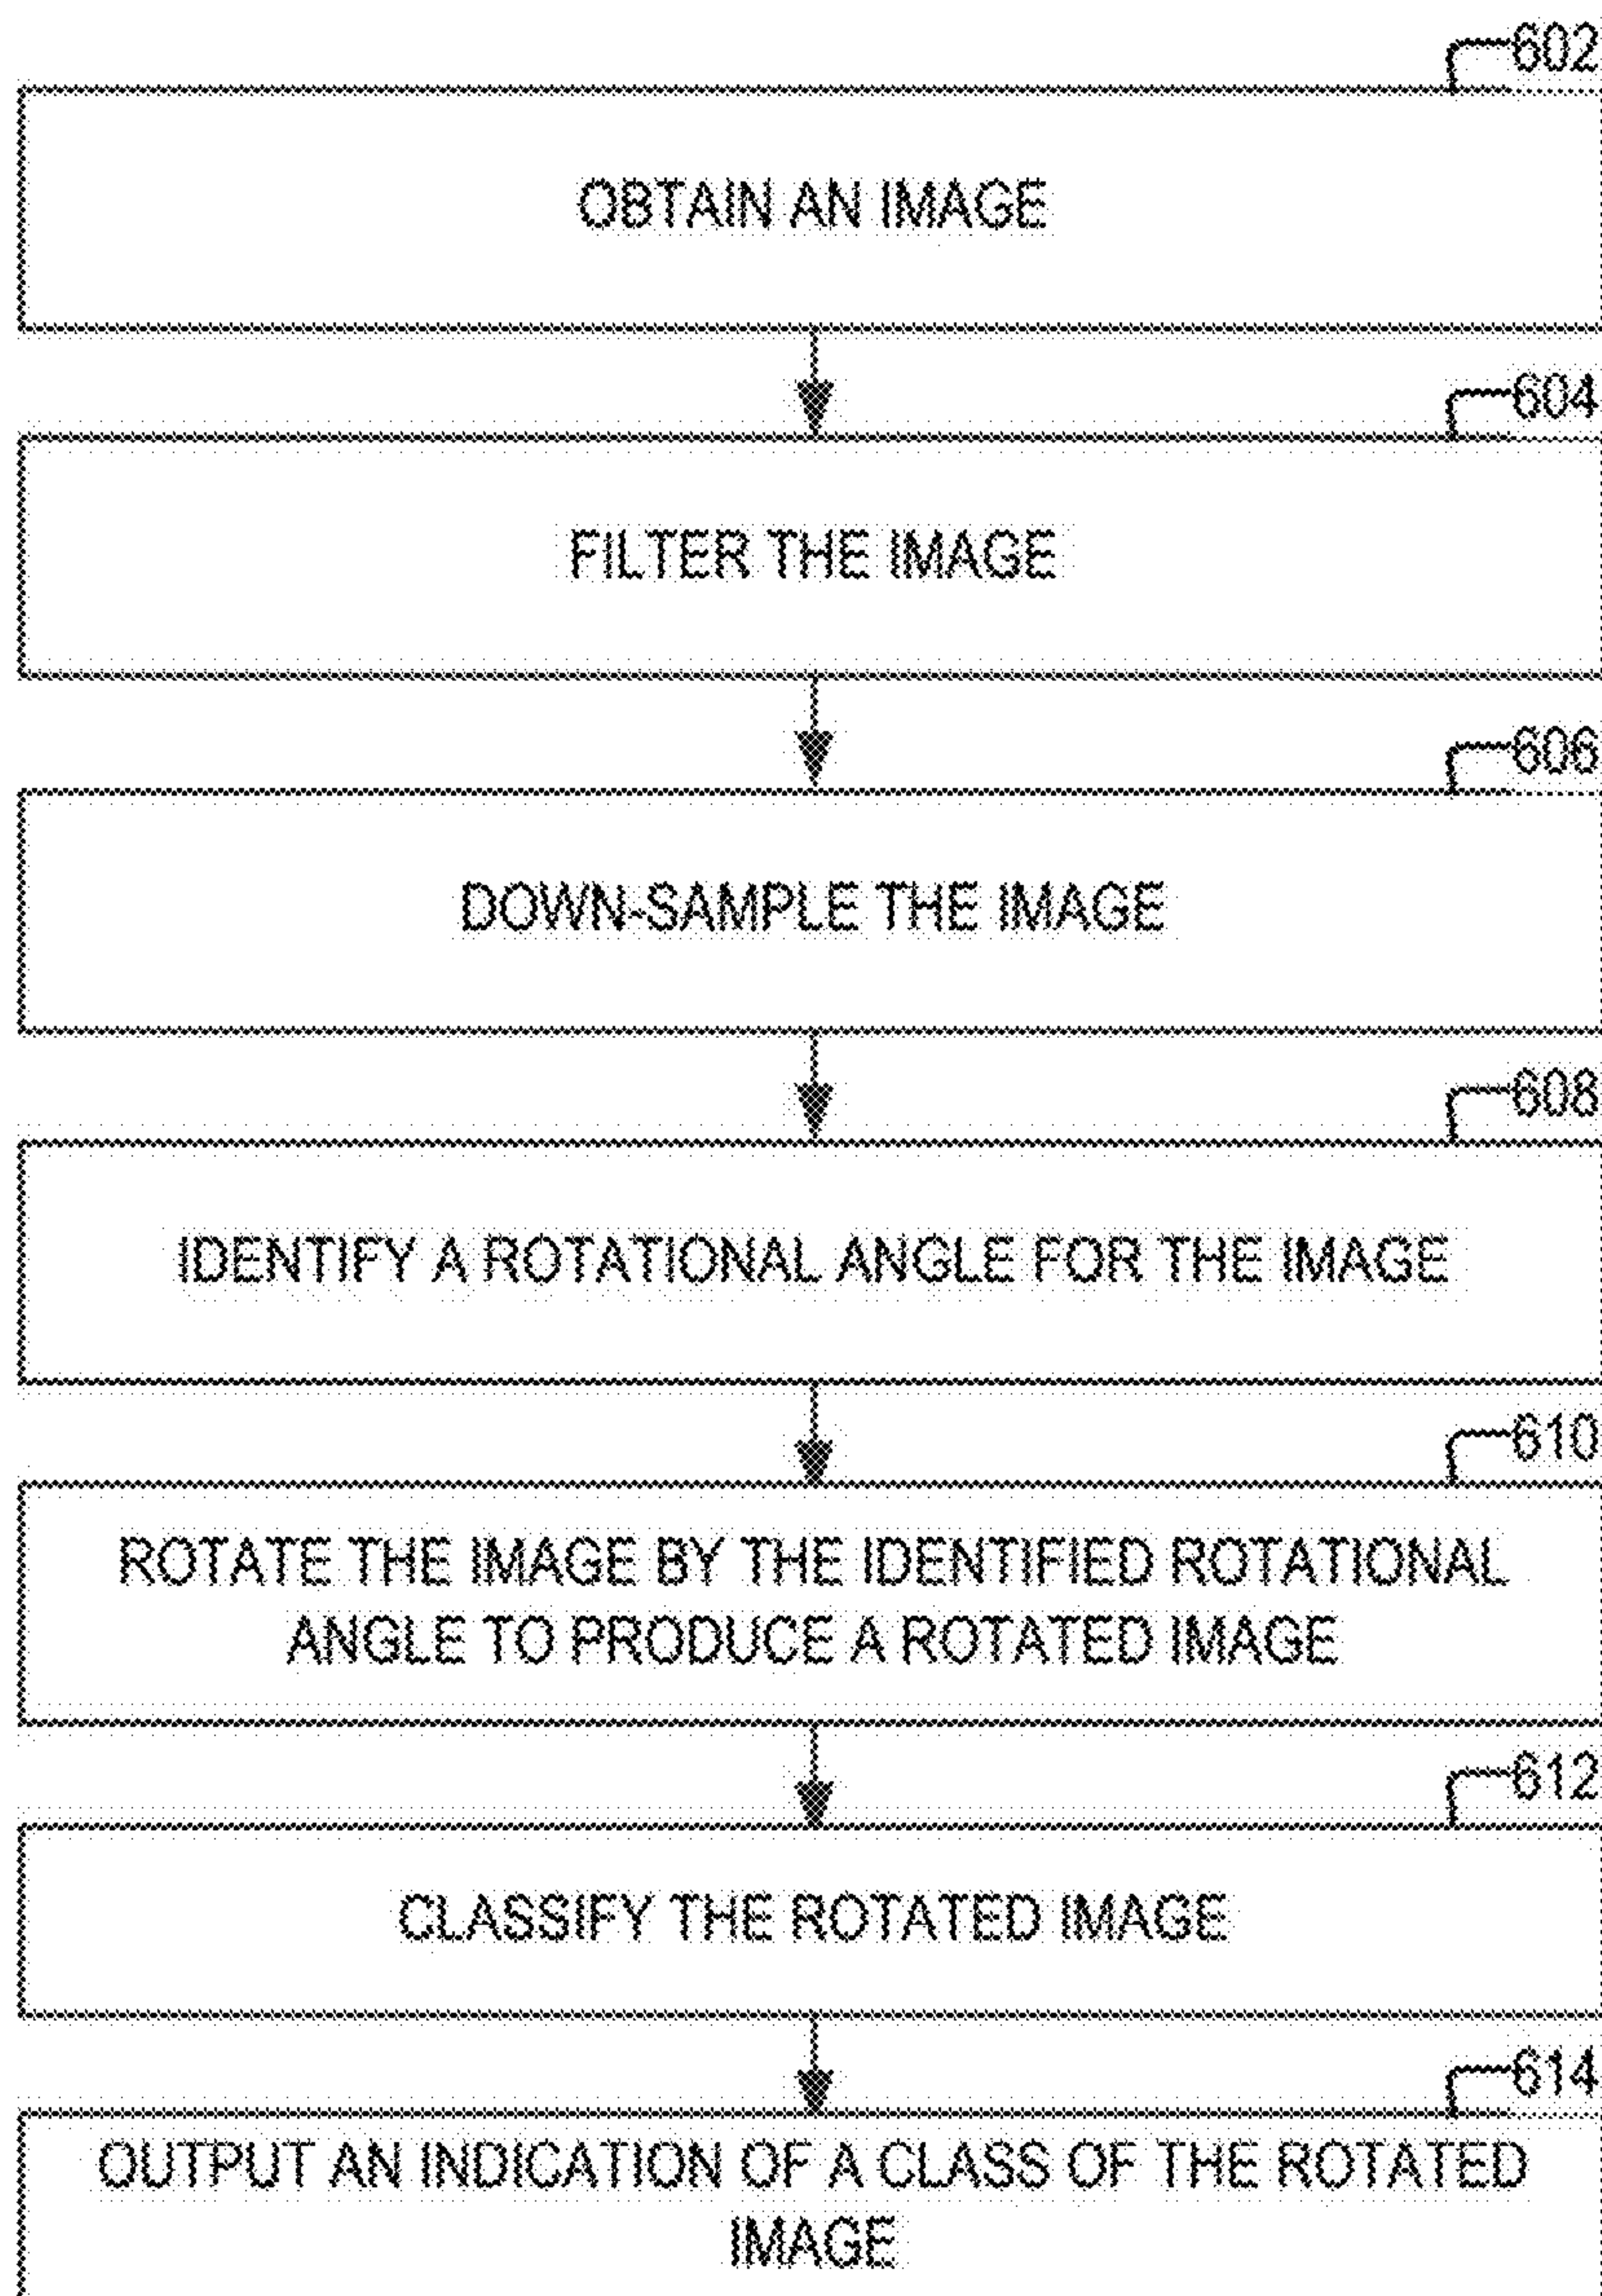 602
OBTAIN AN IMAGE
604
FILTER THE IMAGE
606
DOWN-SAMPLE THE IMAGE
608
IDENTIFY A ROTATIONAL ANGLE FOR THE IMAGE
610
ROTATE THE IMAGE BY THE IDENTIFIED ROTATIONAL
ANGLE TO PRODUCE A ROTATED IMAGE
612
CLASSIFY THE ROTATED IMAGE
614
OUTPUT AN INDICATION OF A CLASS OF THE ROTATED
IMAGE